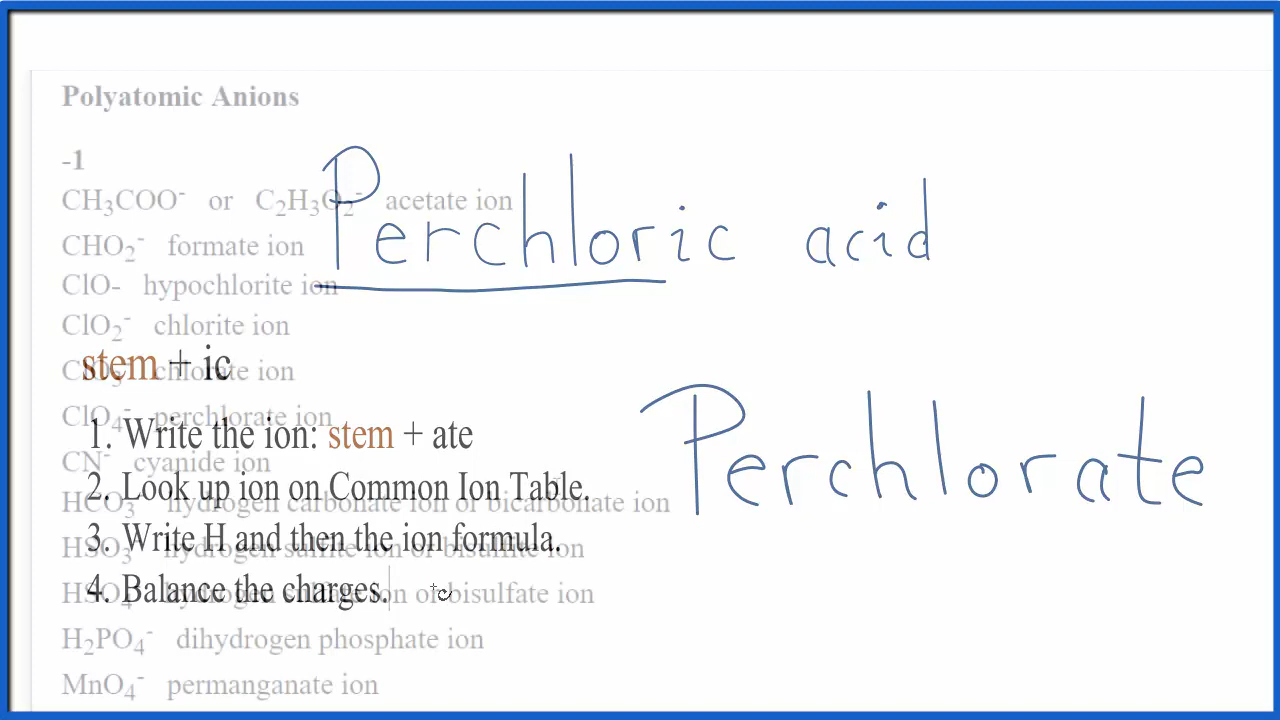 Polyatomic Anions
-1
CH₃COO⁻ or C₂H₃O₂⁻ acetate ion
Perchloric acid
CHO₂⁻ formate ion
ClO- hypochlorite ion
ClO₂⁻ chlorite ion
stem + ic
ClO₃⁻ chlorate ion
ClO₄⁻ perchlorate ion
Perchlorate
1. Write the ion: stem + ate
CN⁻ cyanide ion
2. Look up ion on Common Ion Table.
HCO₃⁻ hydrogen carbonate ion or bicarbonate ion
3. Write H and then the ion formula.
HSO₃⁻ hydrogen sulfite ion or bisulfite ion
4. Balance the charges.
HSO₄⁻ hydrogen sulfate ion or bisulfate ion
H₂PO₄⁻ dihydrogen phosphate ion
MnO₄⁻ permanganate ion